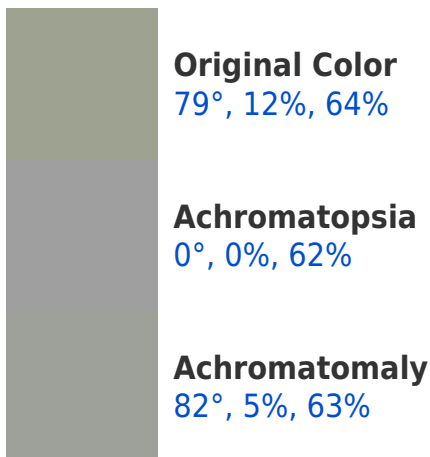 Original Color
79°, 12%, 64%
Achromatopsia
0°, 0%, 62%
Achromatomaly
82°, 5%, 63%